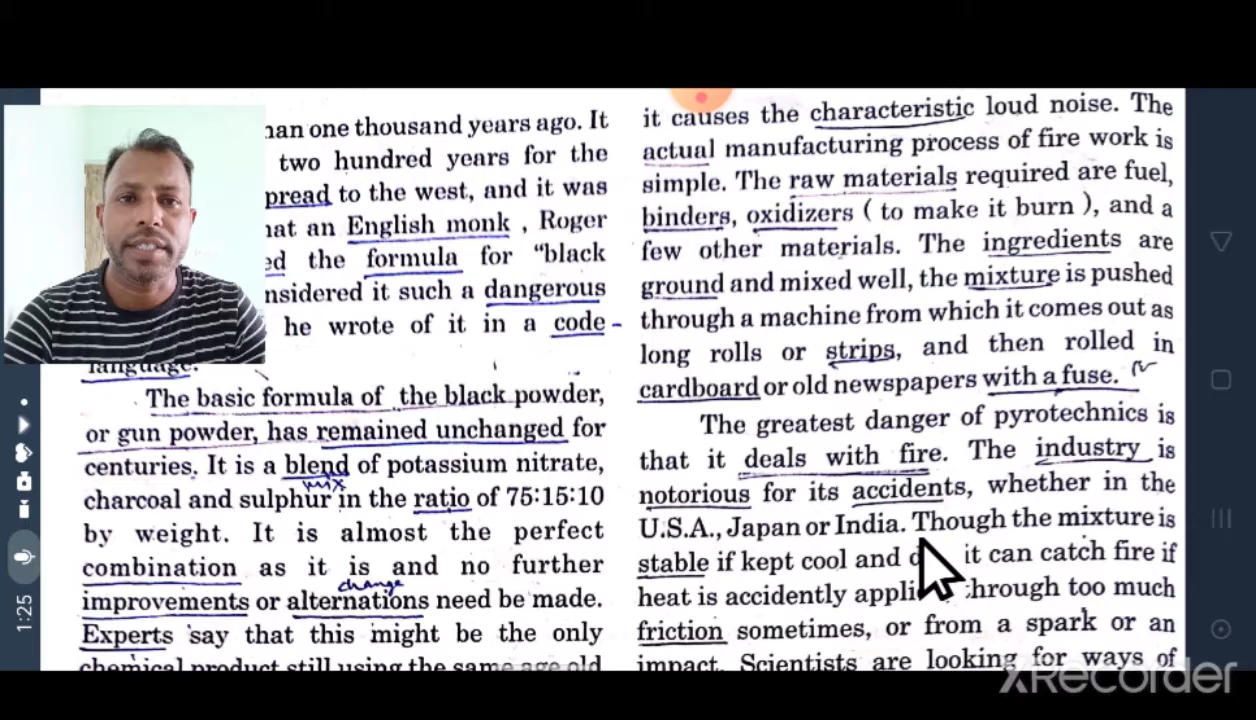 han one thousand years ago. It
two hundred years for the
pread to the west, and it was
hat an English monk, Roger
ed the formula for “black
nsidered it such a dangerous
he wrote of it in a code -
language.
The basic formula of the black powder,
or gun powder, has remained unchanged for
centuries. It is a blend of potassium nitrate,
mix
charcoal and sulphur in the ratio of 75:15:10
by weight. It is almost the perfect
combination as it is and no further
change
improvements or alternations need be made.
Experts say that this might be the only
chemical product still using the same age old
it causes the characteristic loud noise. The
actual manufacturing process of fire work is
simple. The raw materials required are fuel,
binders, oxidizers ( to make it burn ), and a
few other materials. The ingredients are
ground and mixed well, the mixture is pushed
through a machine from which it comes out as
long rolls or strips, and then rolled in
cardboard or old newspapers with a fuse.
The greatest danger of pyrotechnics is
that it deals with fire. The industry is
notorious for its accidents, whether in the
U.S.A., Japan or India. Though the mixture is
stable if kept cool and d it can catch fire if
heat is accidently appli through too much
friction sometimes, or from a spark or an
impact. Scientists are looking for ways of
1:25
XRecorder